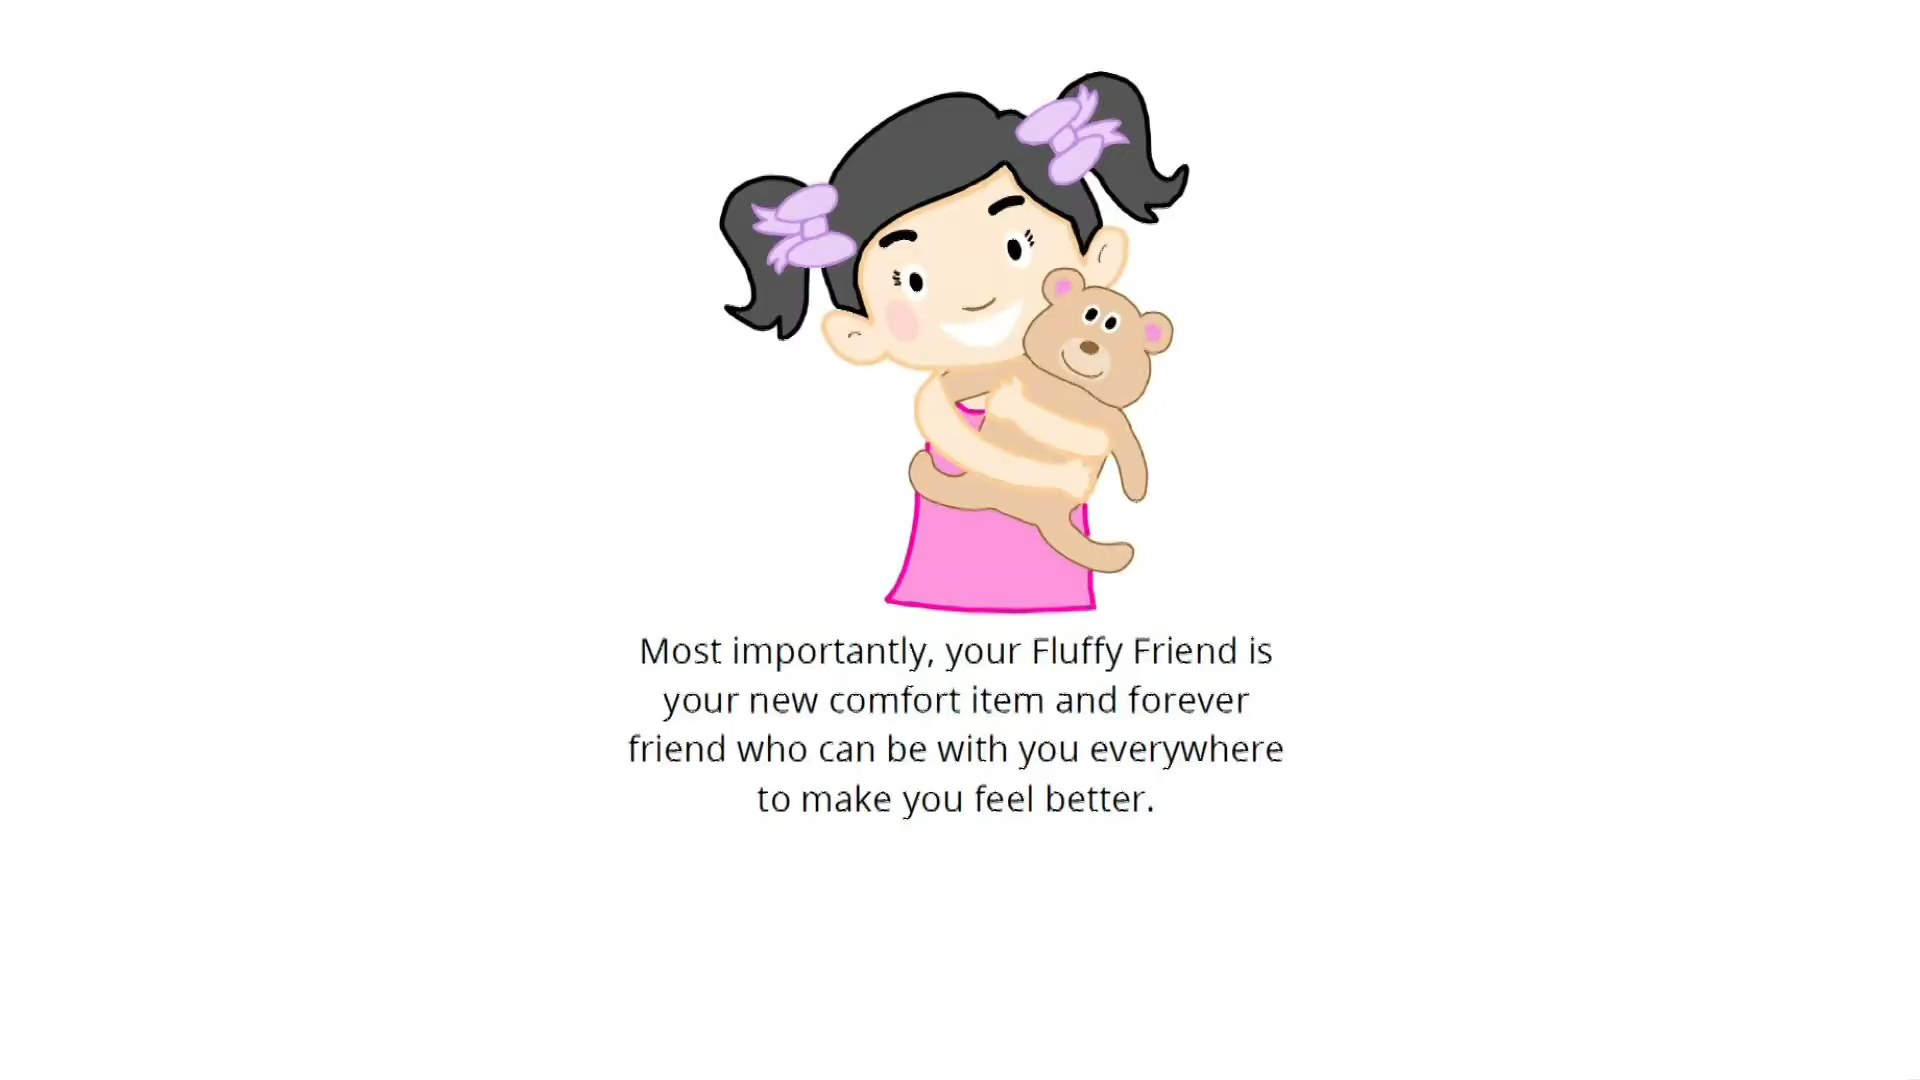 Most importantly, your Fluffy Friend is
your new comfort item and forever
friend who can be with you everywhere
to make you feel better.